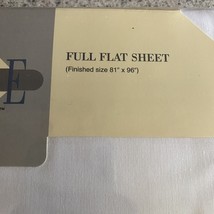 FULL FLAT SHEET
(Finished size 81" x 96")
E